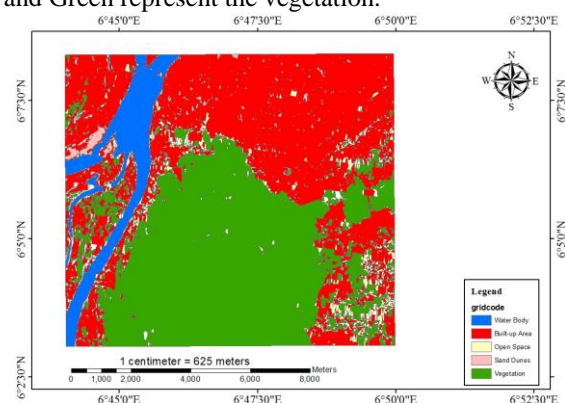 and Green represent the vegetation.
6°45'0"E 6°47'30"E 6°50'0"E 6°52'30"E
N
W E
S
6°7'30"N 6°7'30"N
6°5'0"N 6°5'0"N
6°2'30"N 6°2'30"N
Legend
gridcode
Water Body
Built-up Area
Open Space
Sand Dunes
Vegetation
1 centimeter = 625 meters
Meters
0 1,000 2,000 4,000 6,000 8,000
6°45'0"E 6°47'30"E 6°50'0"E 6°52'30"E